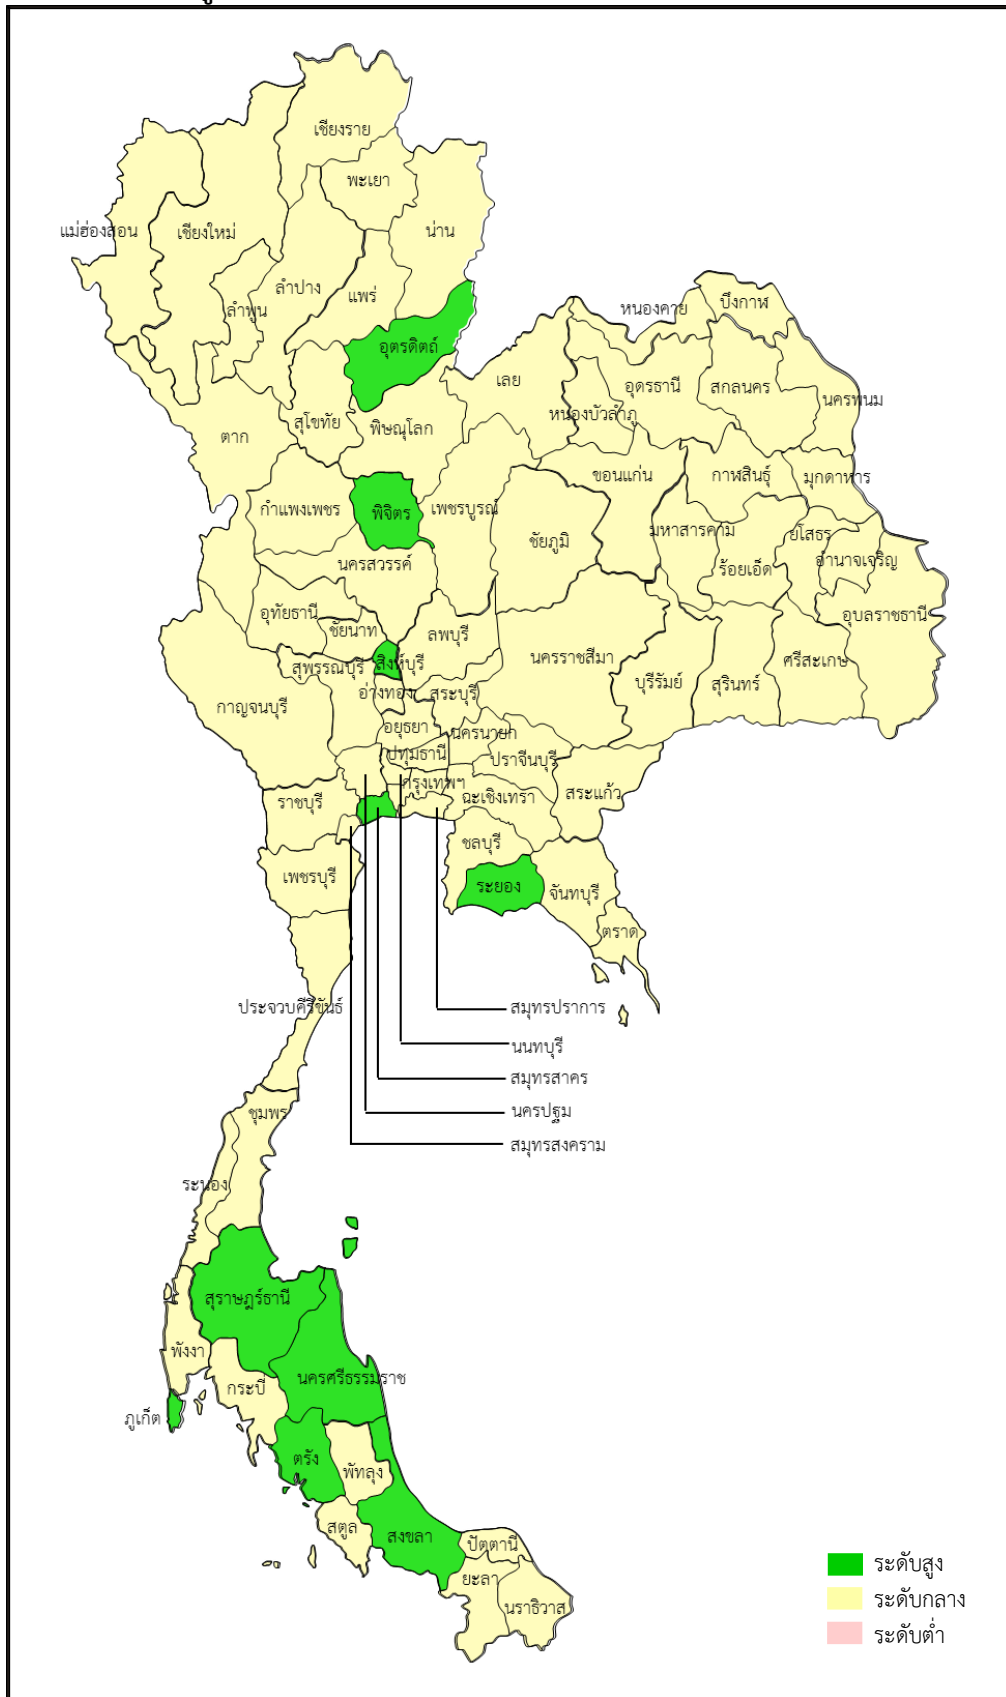 เชียงราย
พะเยา
แม่ฮ่องสอน
เชียงใหม่
น่าน
ลำปาง
แพร่
ลำพูน
อุตรดิตถ์
หนองคาย
บึงกาฬ
เลย
อุดรธานี
สกลนคร
นครพนม
หนองบัวลำภู
สุโขทัย
พิษณุโลก
ตาก
ขอนแก่น
กาฬสินธุ์
มุกดาหาร
กำแพงเพชร
พิจิตร
เพชรบูรณ์
ชัยภูมิ
มหาสารคาม
ยโสธร
ร้อยเอ็ด
อำนาจเจริญ
นครสวรรค์
อุทัยธานี
ชัยนาท
ลพบุรี
อุบลราชธานี
นครราชสีมา
ศรีสะเกษ
สุพรรณบุรี
สิงห์บุรี
บุรีรัมย์
สุรินทร์
อ่างทอง
สระบุรี
กาญจนบุรี
อยุธยา
นครนายก
ปทุมธานี
ปราจีนบุรี
กรุงเทพฯ
ฉะเชิงเทรา
สระแก้ว
ราชบุรี
ชลบุรี
เพชรบุรี
ระยอง
จันทบุรี
ตราด
ประจวบคีรีขันธ์
สมุทรปราการ
นนทบุรี
สมุทรสาคร
นครปฐม
สมุทรสงคราม
ชุมพร
ระนอง
สุราษฎร์ธานี
พังงา
กระบี่
นครศรีธรรมราช
ภูเก็ต
ตรัง
พัทลุง
สตูล
สงขลา
ปัตตานี
ยะลา
นราธิวาส
ระดับสูง
ระดับกลาง
ระดับต่ำ